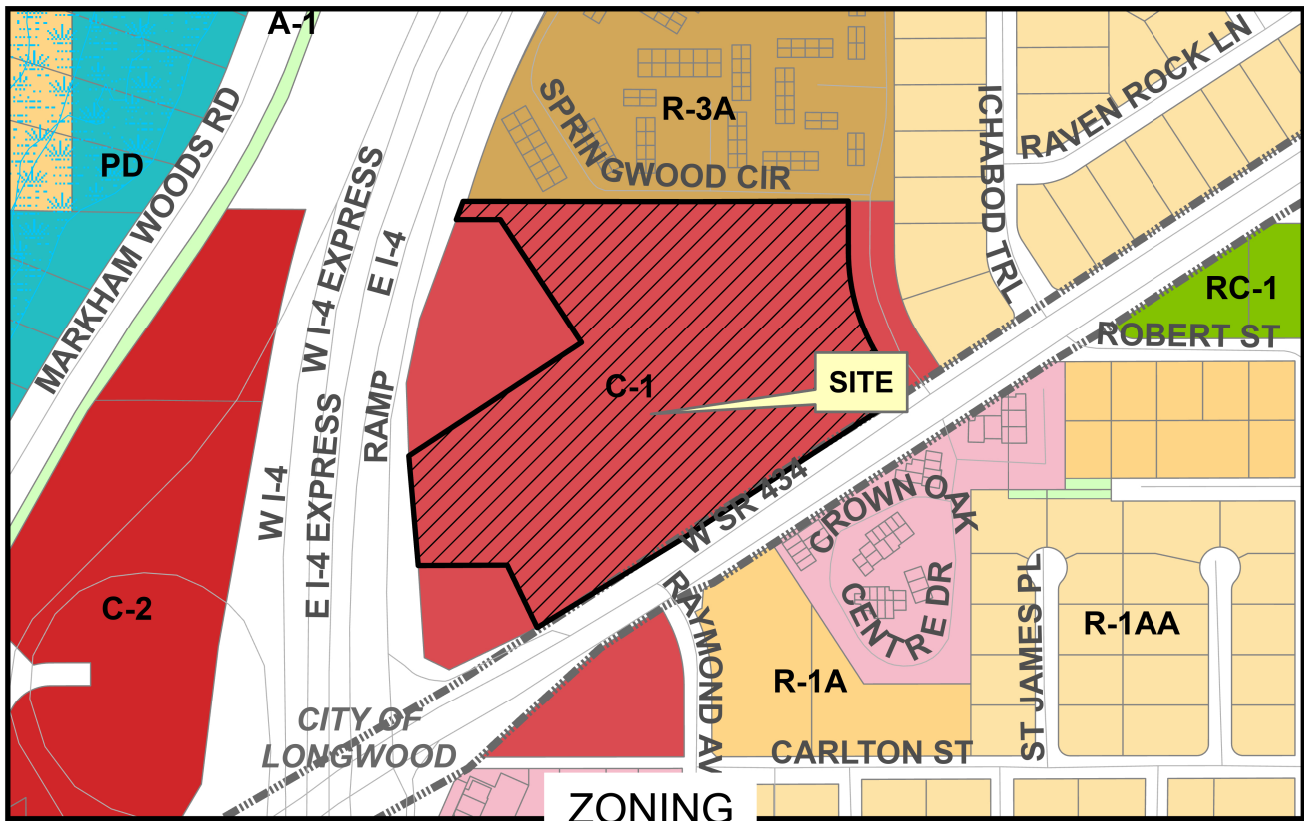 A-1
PD
MARKHAM WOODS RD
W I-4 EXPRESS
E I-4
SPRINGWOOD CIR
R-3A
ICHABOD TRL
RAVEN ROCK LN
RC-1
ROBERT ST
C-1
SITE
RAMP
W I-4
E I-4 EXPRESS
W SR 434
CROWN OAK
CENTRE DR
C-2
RAYMOND AV
R-1A
ST JAMES PL
R-1AA
CITY OF
LONGWOOD
CARLTON ST
ZONING